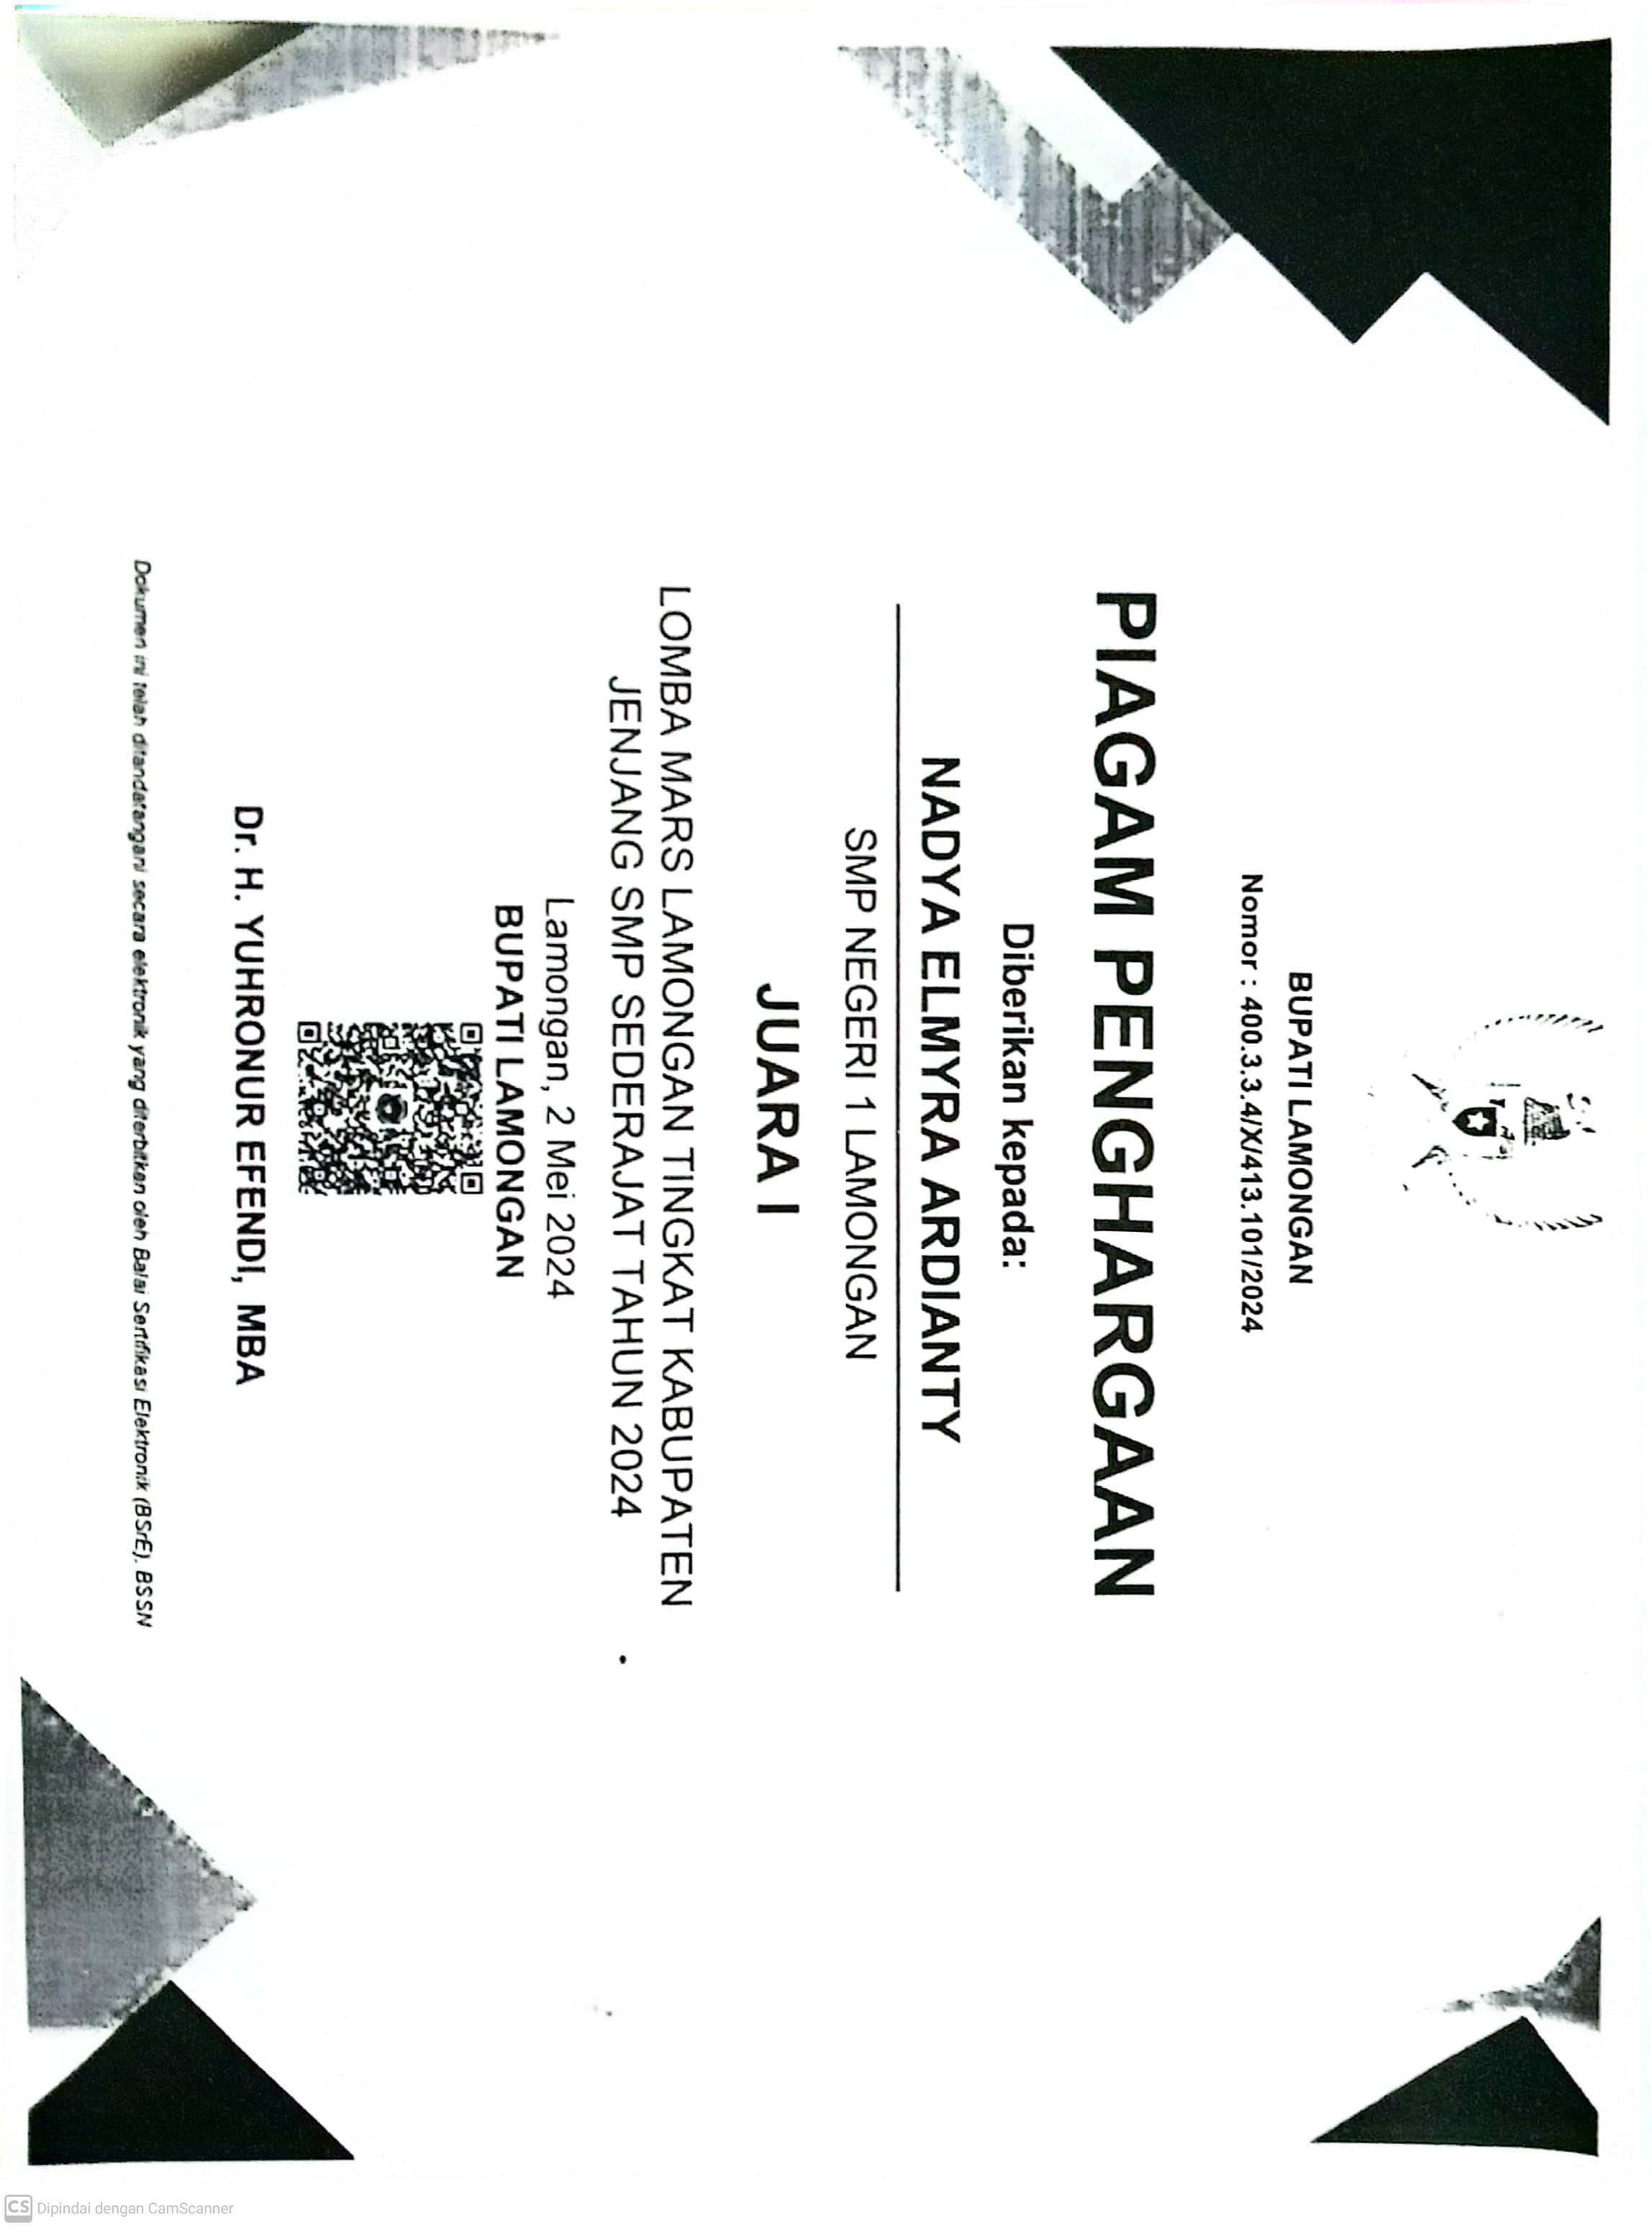 BUPATI LAMONGAN
Nomor : 400.3.3.4/X/413.101/2024
PIAGAM PENGHARGAAN
Diberikan kepada:
NADYA ELMYRA ARDIANTY
SMP NEGERI 1 LAMONGAN
JUARA I
LOMBA MARS LAMONGAN TINGKAT KABUPATEN
JENJANG SMP SEDERAJAT TAHUN 2024
Lamongan, 2 Mei 2024
BUPATI LAMONGAN
Dr. H. YUHRONUR EFENDI, MBA
Dokumen ini telah ditandatangani secara elektronik yang diterbitkan oleh Balai Sertifikasi Elektronik (BSrE), BSSN
CS Dipindai dengan CamScanner